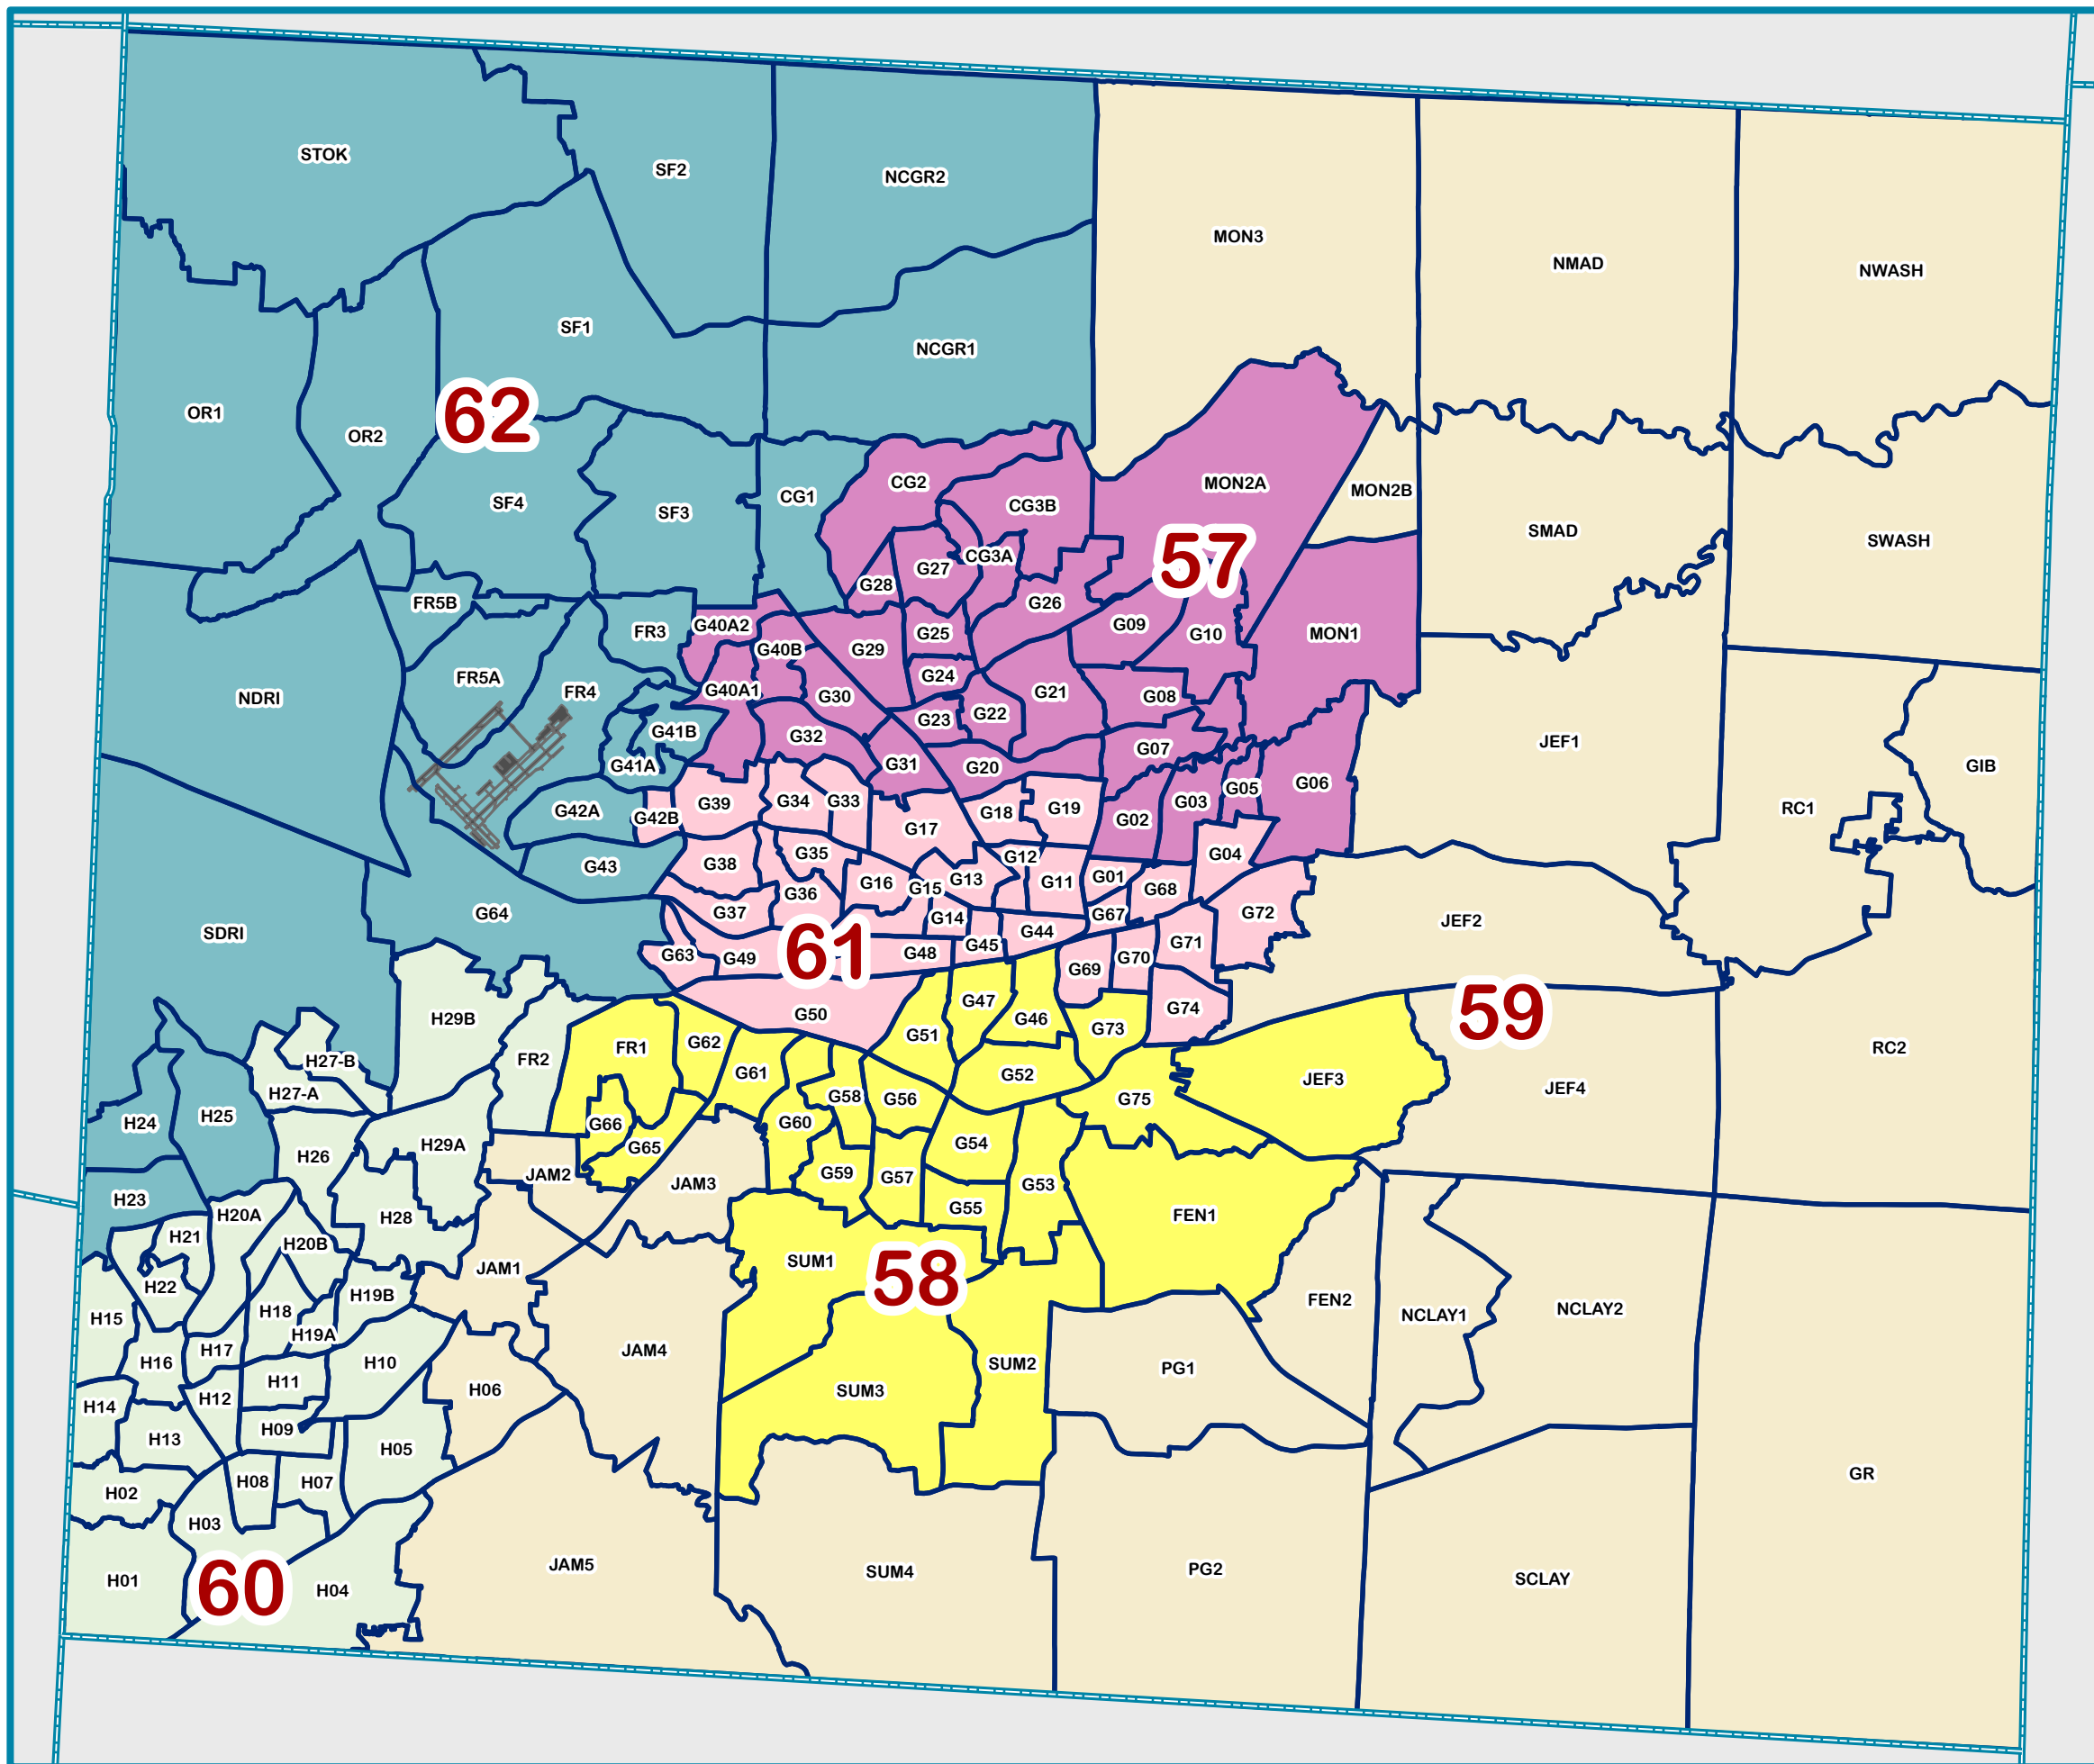 STOK
SF2
NCGR2
MON3
NMAD
NWASH
SF1
NCGR1
OR1
62
OR2
SF4
SF3
CG1
CG2
CG3B
MON2A
MON2B
SMAD
SWASH
57
CG3A
G27
G28
G26
FR5B
FR3
G40A2
G40B
G29
G25
G09
G10
MON1
NDRI
FR5A
FR4
G40A1
G30
G24
G21
G08
G41B
G32
G23
G22
G07
JEF1
G41A
G31
G20
G05
G06
GIB
RC1
G42A
G42B
G39
G34
G33
G17
G18
G19
G02
G03
G43
G38
G35
G12
G04
G64
G37
G36
G16
G15
G13
G11
G01
G68
SDRI
G14
G67
G72
JEF2
G63
G49
61
G48
G45
G44
G69
G70
G71
H29B
G50
G47
G46
G74
59
G73
H27-B
H27-A
FR2
FR1
G62
G61
G51
G52
JEF3
JEF4
RC2
H24
H25
G66
G65
G60
G58
G56
G75
H26
H29A
JAM2
JAM3
G59
G57
G54
G53
H23
H20A
H28
G55
FEN1
H21
H20B
H22
JAM1
SUM1
58
H15
H18
H19B
H19A
FEN2
NCLAY1
NCLAY2
H16
H17
H10
JAM4
SUM2
PG1
H14
H12
H11
H06
SUM3
H13
H09
H05
H02
H08
H07
GR
H03
H01
60
H04
JAM5
SUM4
PG2
SCLAY